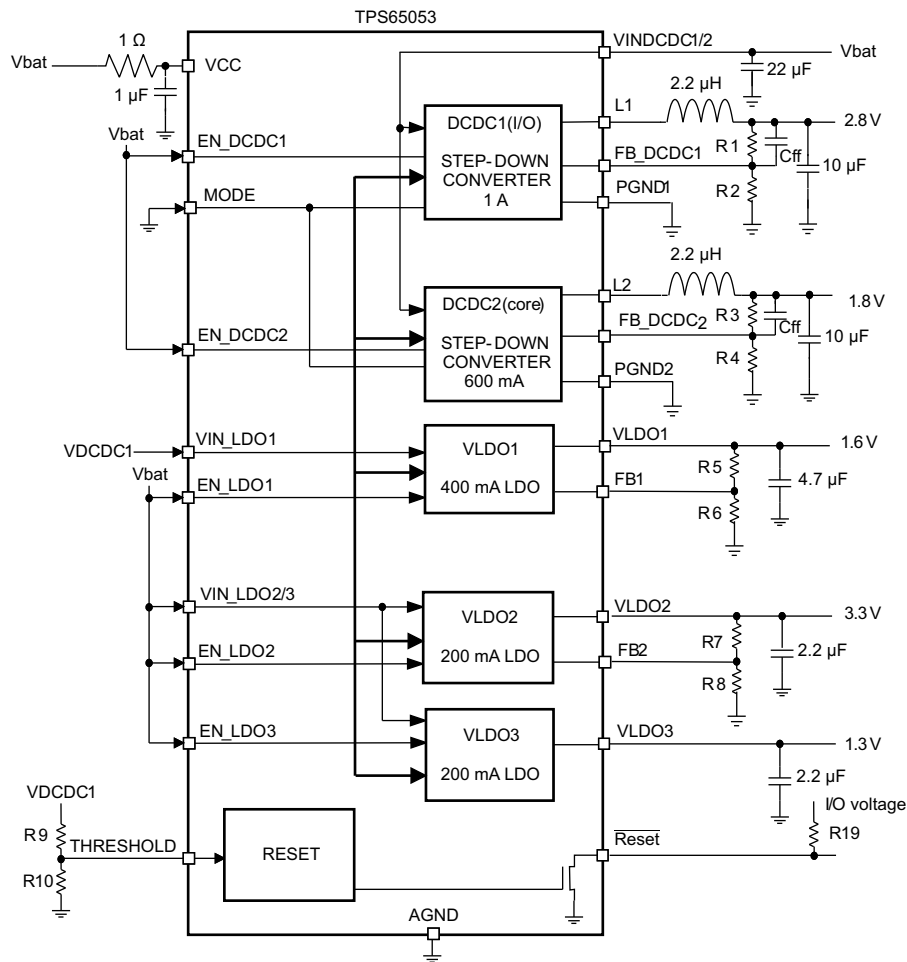 TPS65053
1 Ω
Vbat
VCC
1 µF
VINDCDC1/2
Vbat
22 µF
2.2 µH
L1
DCDC1(I/O)
STEP-DOWN
CONVERTER
1 A
2.8 V
Vbat
EN_DCDC1
FB_DCDC1
R1
Cff
10 µF
R2
MODE
PGND1
2.2 µH
L2
DCDC2(core)
STEP-DOWN
CONVERTER
600 mA
1.8 V
R3
Cff
FB_DCDC2
10 µF
EN_DCDC2
R4
PGND2
VDCDC1
VIN_LDO1
VLDO1
400 mA LDO
VLDO1
1.6 V
R5
4.7 µF
Vbat
EN_LDO1
FB1
R6
VIN_LDO2/3
VLDO2
200 mA LDO
VLDO2
3.3 V
R7
2.2 µF
EN_LDO2
FB2
R8
EN_LDO3
VLDO3
200 mA LDO
VLDO3
1.3 V
2.2 µF
VDCDC1
I/O voltage
R9
THRESHOLD
RESET
Reset
R19
R10
AGND